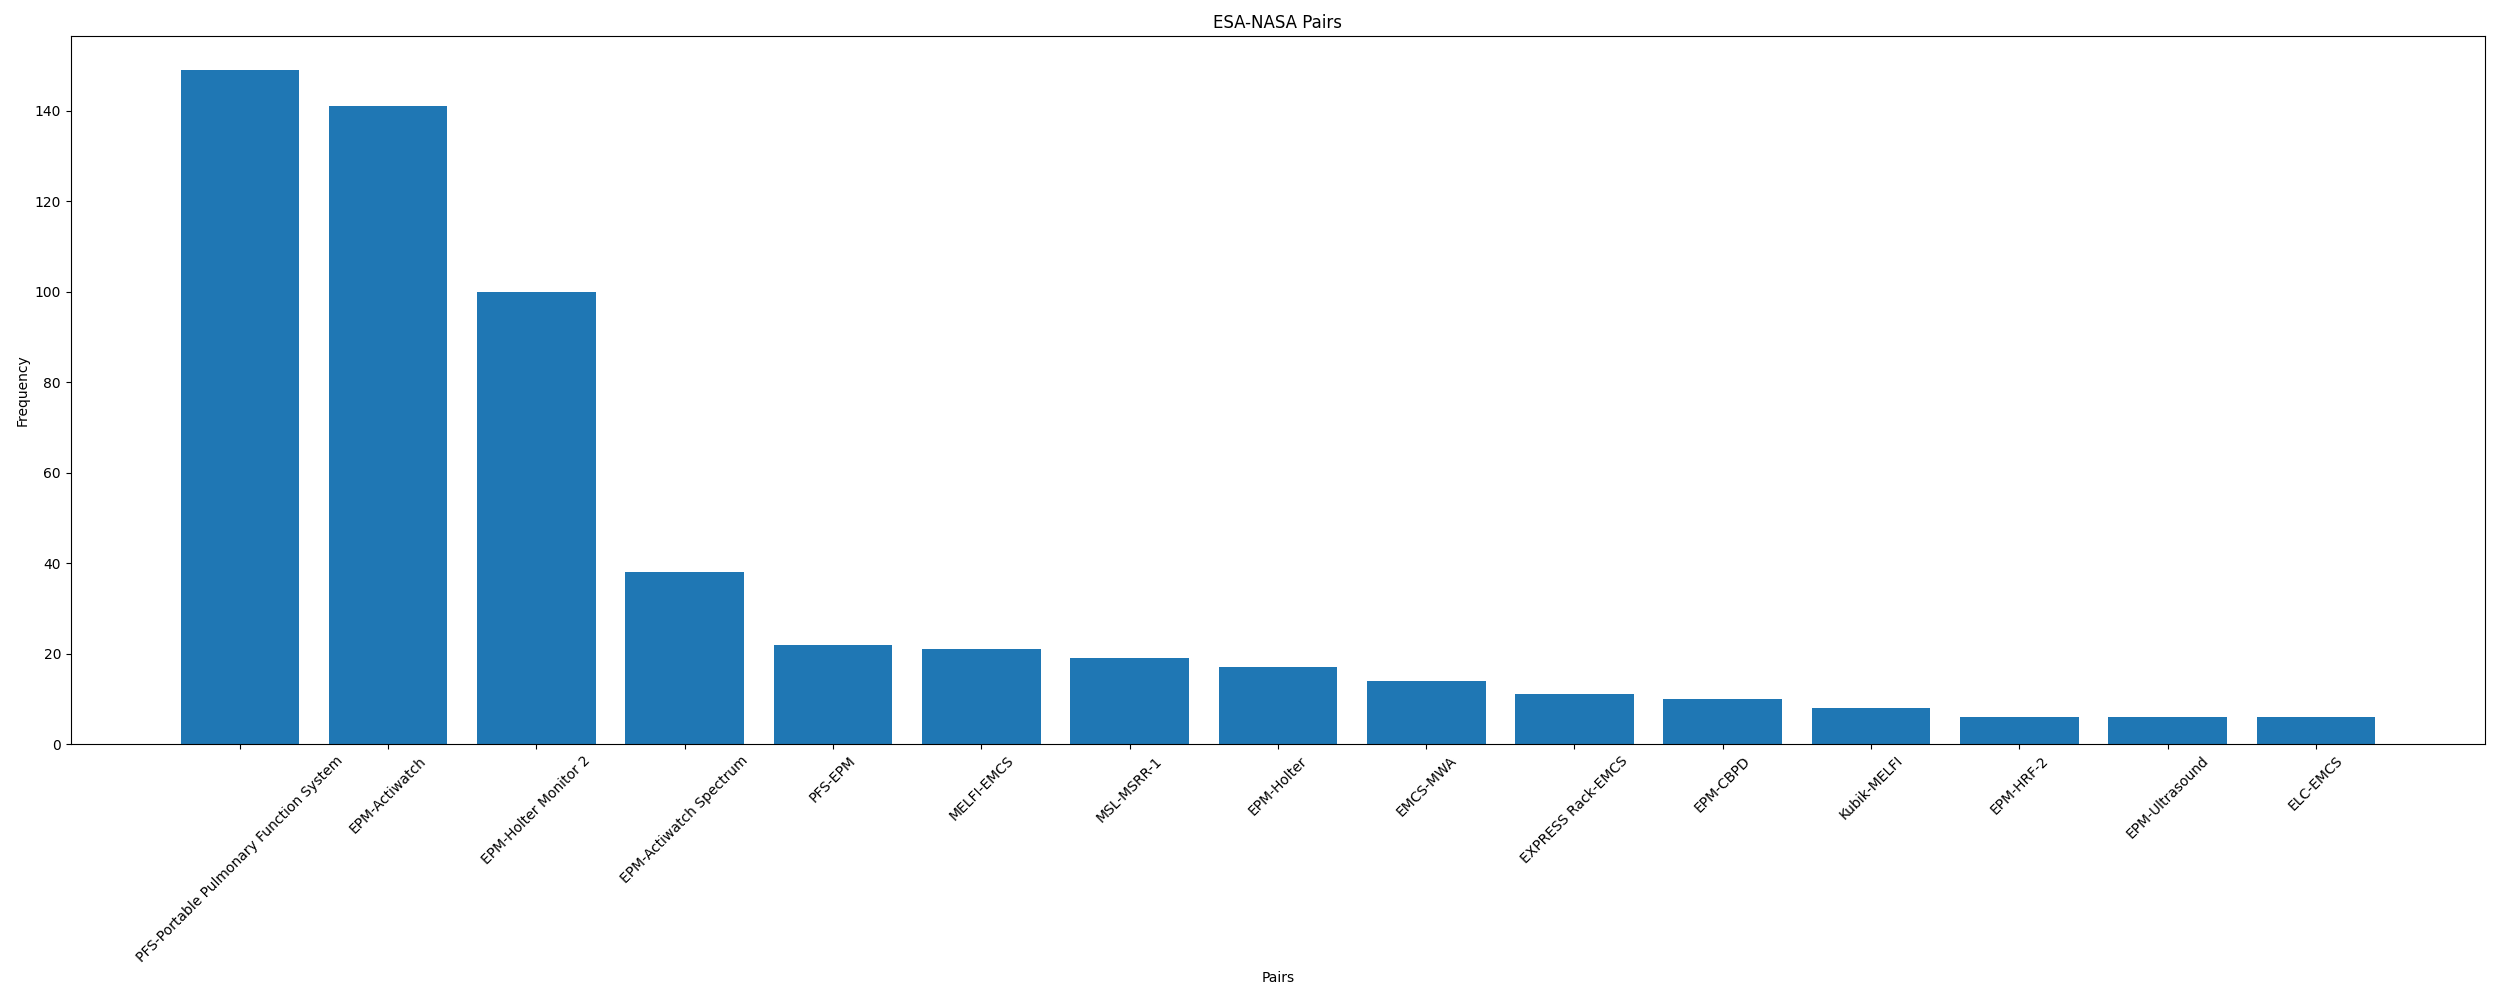 ESA-NASA Pairs
Frequency
140
120
100
80
60
40
20
0
PFS-Portable Pulmonary Function System
EPM-Actiwatch
EPM-Holter Monitor 2
EPM-Actiwatch Spectrum
PFS-EPM
MELFI-EMCS
MSL-MSRR-1
EPM-Holter
EMCS-MWA
EXPRESS Rack-EMCS
EPM-CBPD
Kubik-MELFI
EPM-HRF-2
EPM-Ultrasound
ELC-EMCS
Pairs